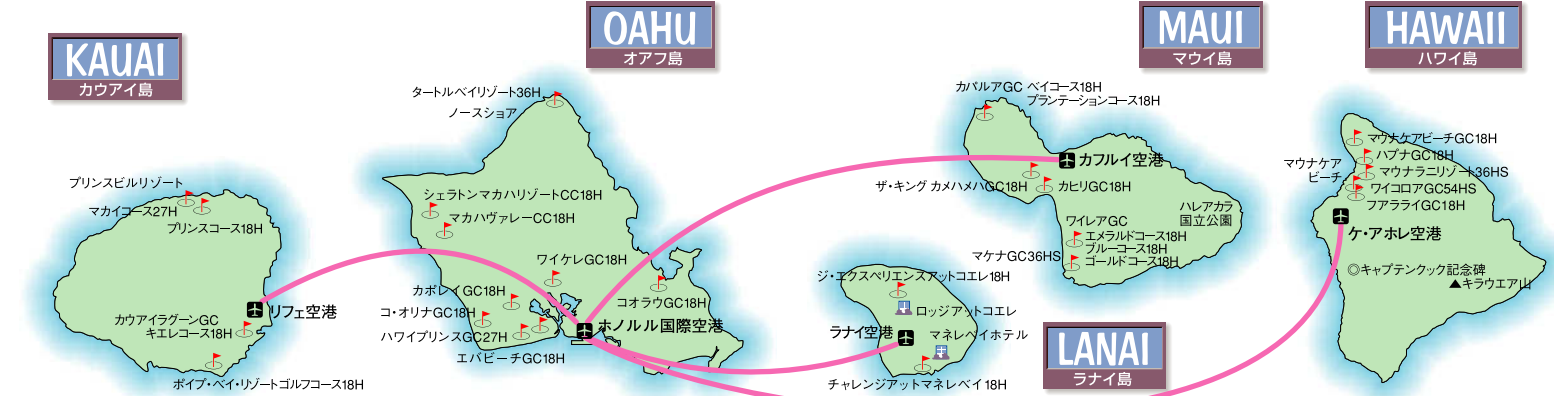 KAUAI
カウアイ島
プリンスビルリゾート
マカイコース27H
プリンスコース18H
リフェ空港
カウアイラグーンGC
キエレコース18H
ポイプ・ベイ・リゾートゴルフコース18H
OAHU
オアフ島
タートルベイリゾート36H
ノースショア
シェラトンマカハリゾートCC18H
マカハヴァレーCC18H
ワイケレGC18H
カポレイGC18H
コ・オリナGC18H
ハワイプリンスGC27H
エバビーチGC18H
コオラウGC18H
ホノルル国際空港
MAUI
マウイ島
カパルアGC ベイコース18H
プランテーションコース18H
カフルイ空港
ザ・キング カメハメハGC18H
カヒリGC18H
ハレアカラ
国立公園
ワイレアGC
エメラルドコース18H
ブルーコース18H
ゴールドコース18H
マケナGC36HS
LANAI
ラナイ島
ジ・エクスペリエンスアットコエレ18H
ロッジアットコエレ
ラナイ空港
マネレベイホテル
チャレンジアットマネレベイ18H
HAWAII
ハワイ島
マウナケアビーチGC18H
ハプナGC18H
マウナケア
ビーチ
マウナラニリゾート36HS
ワイコロアGC54HS
フアラライGC18H
ケ・アホレ空港
◎キャプテンクック記念碑
▲キラウエア山